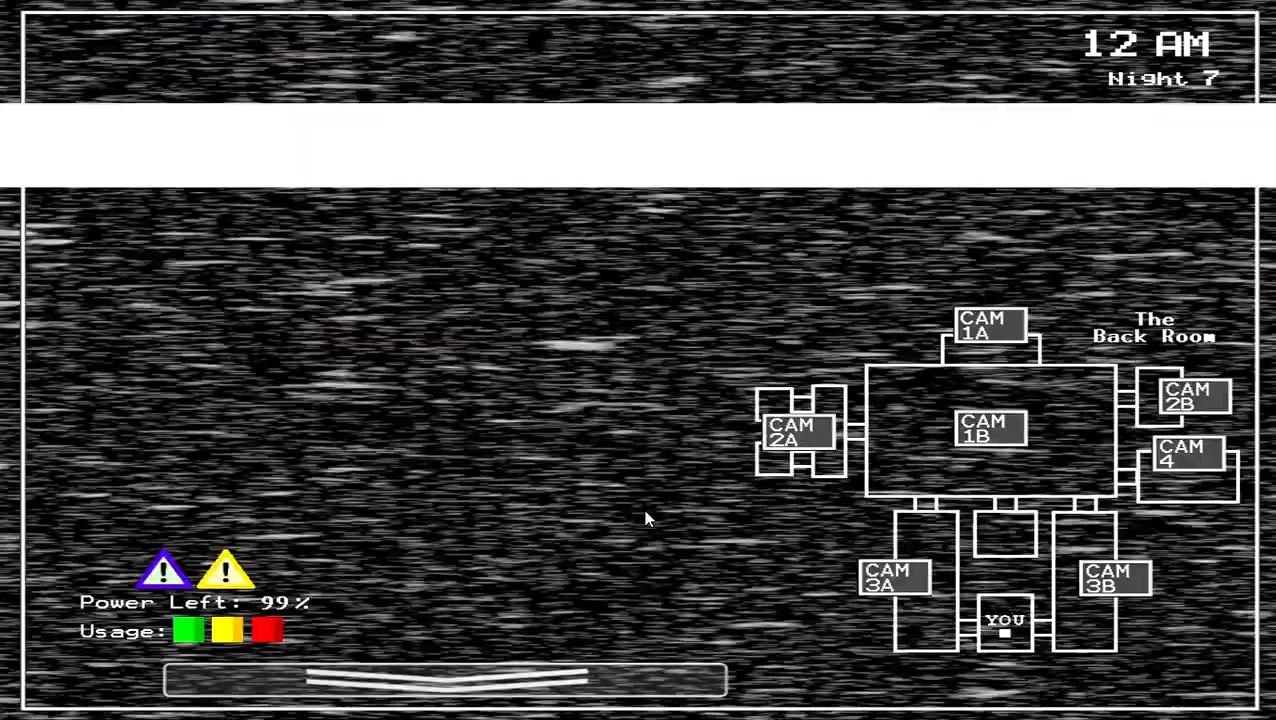 12 AM
Night 7
CAM
1A
The
Back Room
CAM
2B
CAM
2A
CAM
1B
CAM
4
!
!
CAM
3A
CAM
3B
Power Left: 99%
YOU
Usage: